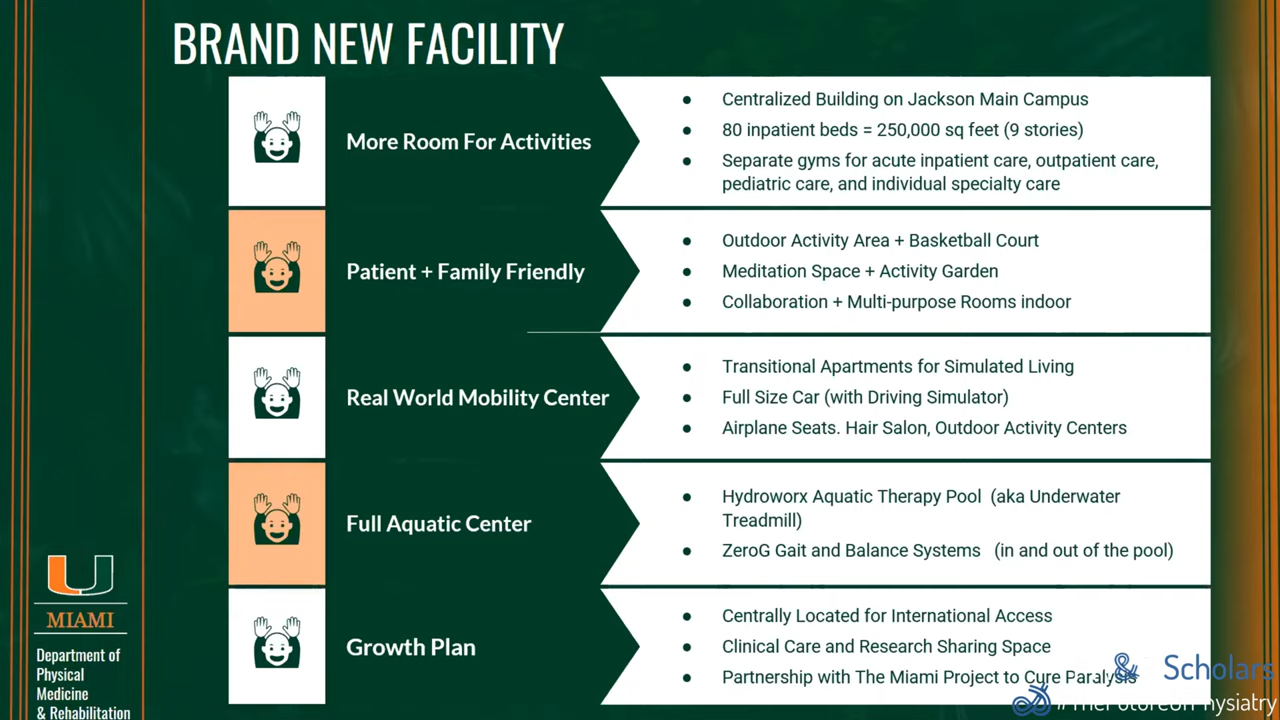 BRAND NEW FACILITY
More Room For Activities
● Centralized Building on Jackson Main Campus
● 80 inpatient beds = 250,000 sq feet (9 stories)
● Separate gyms for acute inpatient care, outpatient care,
pediatric care, and individual specialty care
Patient + Family Friendly
● Outdoor Activity Area + Basketball Court
● Meditation Space + Activity Garden
● Collaboration + Multi-purpose Rooms indoor
Real World Mobility Center
● Transitional Apartments for Simulated Living
● Full Size Car (with Driving Simulator)
● Airplane Seats. Hair Salon, Outdoor Activity Centers
Full Aquatic Center
● Hydroworx Aquatic Therapy Pool (aka Underwater
Treadmill)
● ZeroG Gait and Balance Systems (in and out of the pool)
Growth Plan
● Centrally Located for International Access
● Clinical Care and Research Sharing Space
● Partnership with The Miami Project to Cure Paralysis
MIAMI
Department of
Physical
Medicine
& Rehabilitation
& Scholars
#TheFutureofPhysiatry